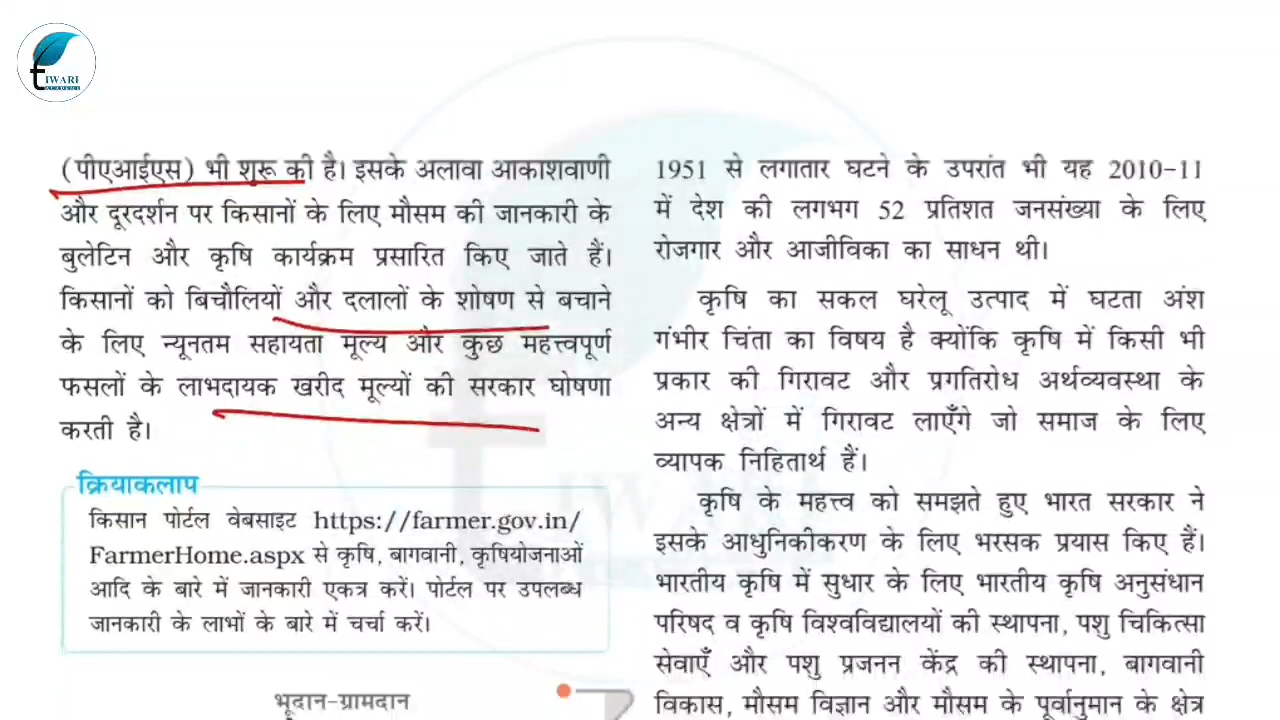 tIWARI
(पीएआईएस) भी शुरू की है। इसके अलावा आकाशवाणी
और दूरदर्शन पर किसानों के लिए मौसम की जानकारी के
बुलेटिन और कृषि कार्यक्रम प्रसारित किए जाते हैं।
किसानों को बिचौलियों और दलालों के शोषण से बचाने
के लिए न्यूनतम सहायता मूल्य और कुछ महत्त्वपूर्ण
फसलों के लाभदायक खरीद मूल्यों की सरकार घोषणा
करती है।
क्रियाकलाप
किसान पोर्टल वेबसाइट https://farmer.gov.in/
FarmerHome.aspx से कृषि, बागवानी, कृषियोजनाओं
आदि के बारे में जानकारी एकत्र करें। पोर्टल पर उपलब्ध
जानकारी के लाभों के बारे में चर्चा करें।
भूदान-ग्रामदान
1951 से लगातार घटने के उपरांत भी यह 2010-11
में देश की लगभग 52 प्रतिशत जनसंख्या के लिए
रोजगार और आजीविका का साधन थी।
कृषि का सकल घरेलू उत्पाद में घटता अंश
गंभीर चिंता का विषय है क्योंकि कृषि में किसी भी
प्रकार की गिरावट और प्रगतिरोध अर्थव्यवस्था के
अन्य क्षेत्रों में गिरावट लाएँगे जो समाज के लिए
व्यापक निहितार्थ हैं।
कृषि के महत्त्व को समझते हुए भारत सरकार ने
इसके आधुनिकीकरण के लिए भरसक प्रयास किए हैं।
भारतीय कृषि में सुधार के लिए भारतीय कृषि अनुसंधान
परिषद व कृषि विश्वविद्यालयों की स्थापना, पशु चिकित्सा
सेवाएँ और पशु प्रजनन केंद्र की स्थापना, बागवानी
विकास, मौसम विज्ञान और मौसम के पूर्वानुमान के क्षेत्र